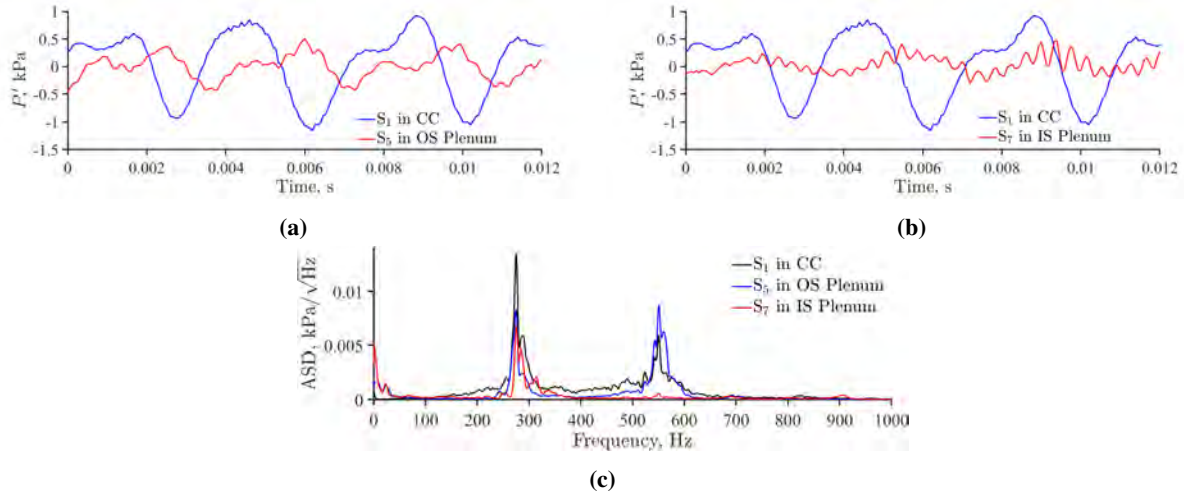 1
0.5
0
-0.5
-1
-1.5
P', kPa
S₁ in CC
S₅ in OS Plenum
0 0.002 0.004 0.006 0.008 0.01 0.012
Time, s
(a)
1
0.5
0
-0.5
-1
-1.5
P', kPa
S₁ in CC
S₇ in IS Plenum
0 0.002 0.004 0.006 0.008 0.01 0.012
Time, s
(b)
0.01
0.005
0
ASD, kPa/√Hz
S₁ in CC
S₅ in OS Plenum
S₇ in IS Plenum
0 100 200 300 400 500 600 700 800 900 1000
Frequency, Hz
(c)